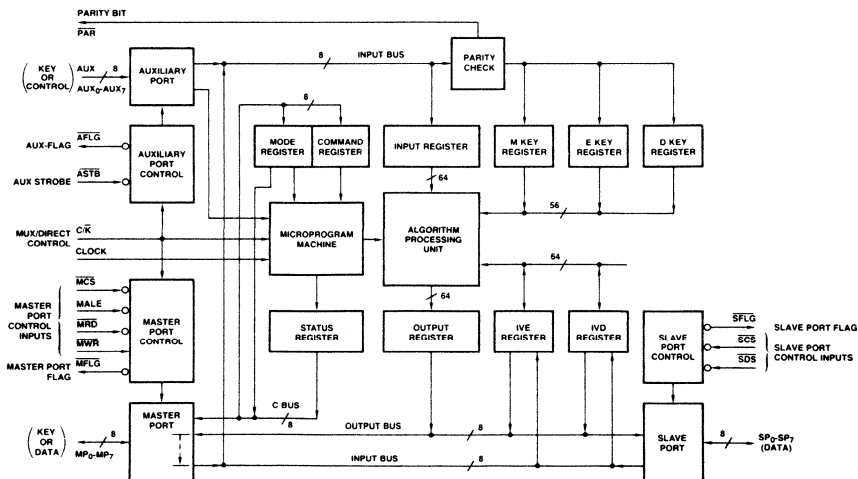 PARITY BIT
PAR
8
INPUT BUS
PARITY
CHECK
(KEY
OR
CONTROL)
AUX
8
AUX0-AUX7
AUXILIARY
PORT
8
MODE
REGISTER
COMMAND
REGISTER
INPUT REGISTER
M KEY
REGISTER
E KEY
REGISTER
D KEY
REGISTER
AUX-FLAG
AFLG
AUX STROBE
ASTB
AUXILIARY
PORT
CONTROL
64
56
MUX/DIRECT
CONTROL
C/K
CLOCK
MICROPROGRAM
MACHINE
ALGORITHM
PROCESSING
UNIT
64
64
MASTER
PORT
CONTROL
INPUTS
MCS
MALE
MRD
MWR
MASTER PORT
FLAG
MFLG
MASTER
PORT
CONTROL
STATUS
REGISTER
OUTPUT
REGISTER
IVE
REGISTER
IVD
REGISTER
SLAVE
PORT
CONTROL
SFLG
SLAVE PORT FLAG
SCS
SDS
SLAVE PORT
CONTROL INPUTS
C BUS
8
(KEY
OR
DATA)
8
MP0-MP7
MASTER
PORT
OUTPUT BUS
8
INPUT BUS
8
SLAVE
PORT
8
SP0-SP7
(DATA)